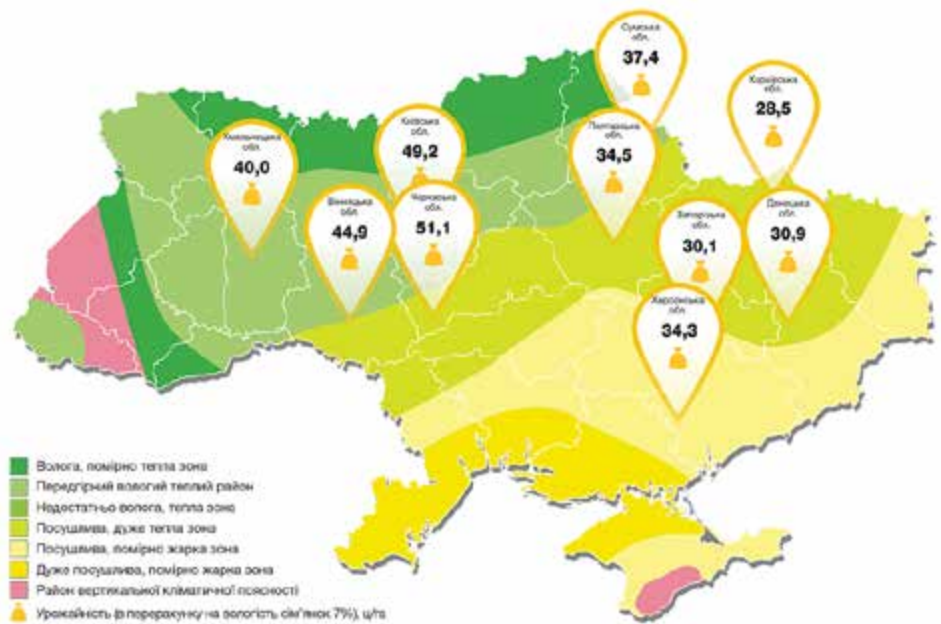 Сумська
обл.
37,4
Харківська
обл.
28,5
Хмельницька
обл.
40,0
Київська
обл.
49,2
Полтавська
обл.
34,5
Вінницька
обл.
44,9
Черкаська
обл.
51,1
Запорізька
обл.
30,1
Донецька
обл.
30,9
Херсонська
обл.
34,3
Волога, помірно тепла зона
Передгірний вологий теплий район
Недостатньо волога, тепла зона
Посушлива, дуже тепла зона
Посушлива, помірно жарка зона
Дуже посушлива, помірно жарка зона
Район вертикальної кліматичної поясності
Урожайність (в перерахунку на вологість сім'янок 7%), ц/га